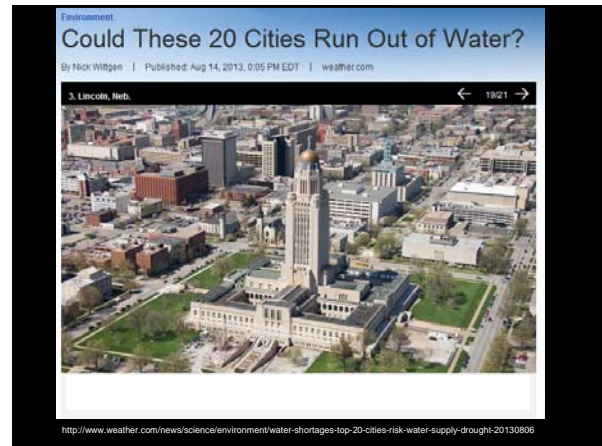 Environment
Could These 20 Cities Run Out of Water?
By Nick Wiltgen | Published: Aug 14, 2013, 0:05 PM EDT | weather.com
3. Lincoln, Neb. ← 19/21 →
http://www.weather.com/news/science/environment/water-shortages-top-20-cities-risk-water-supply-drought-20130806